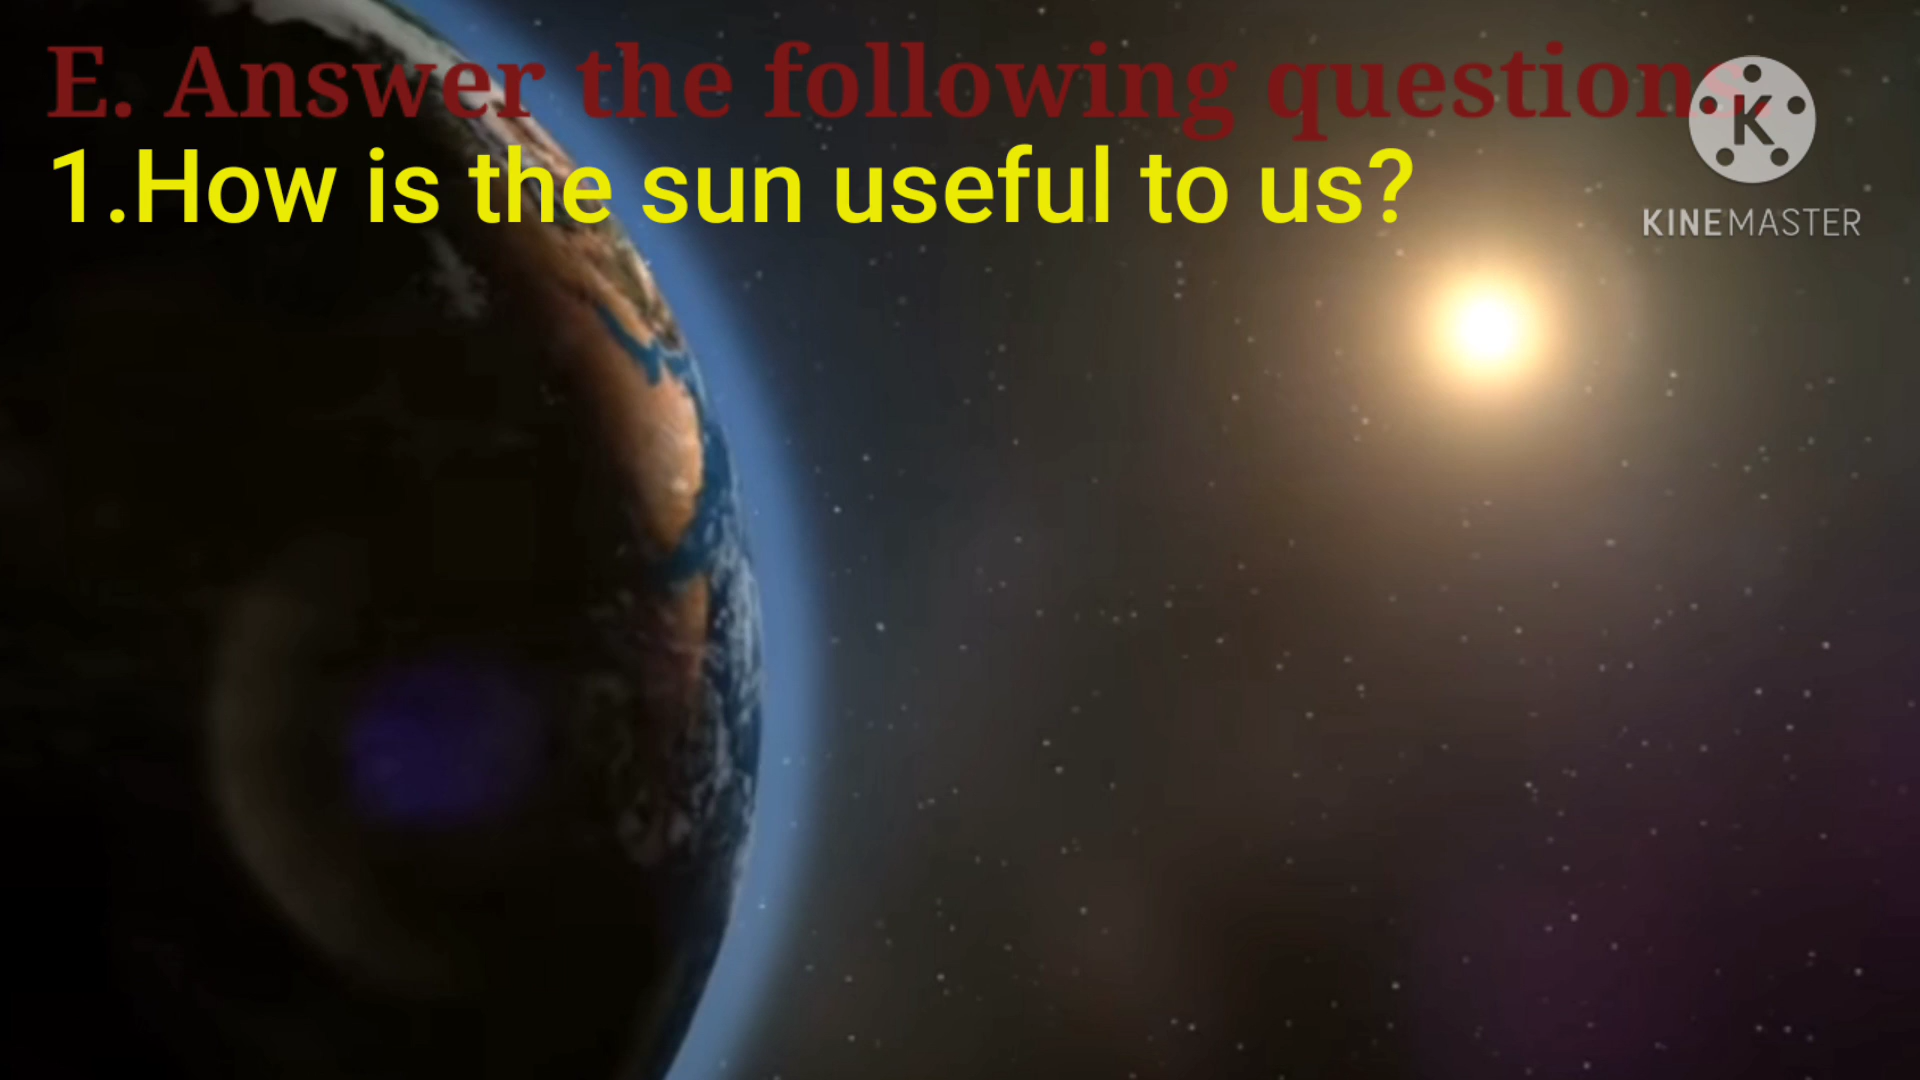 E. Answer the following questions
1.How is the sun useful to us?
K
KINEMASTER